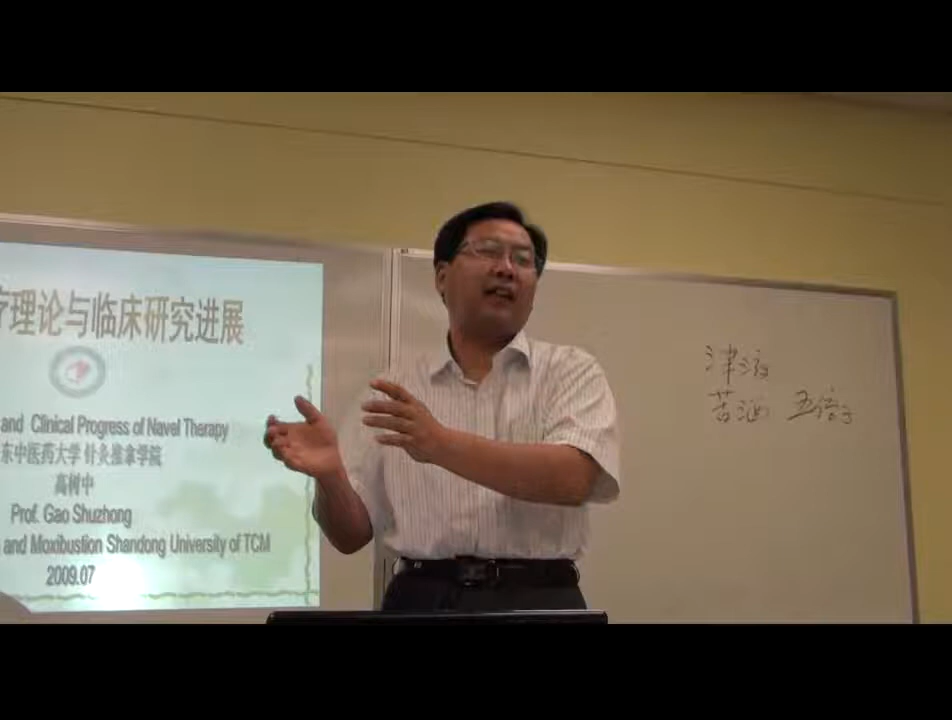 理论与临床研究进展
and Clinical Progress of Navel Therapy
东中医药大学 针灸推拿学院
高树中
Prof. Gao Shuzhong
and Moxibustion Shandong University of TCM
2009.07
津液
苦酒 五倍子